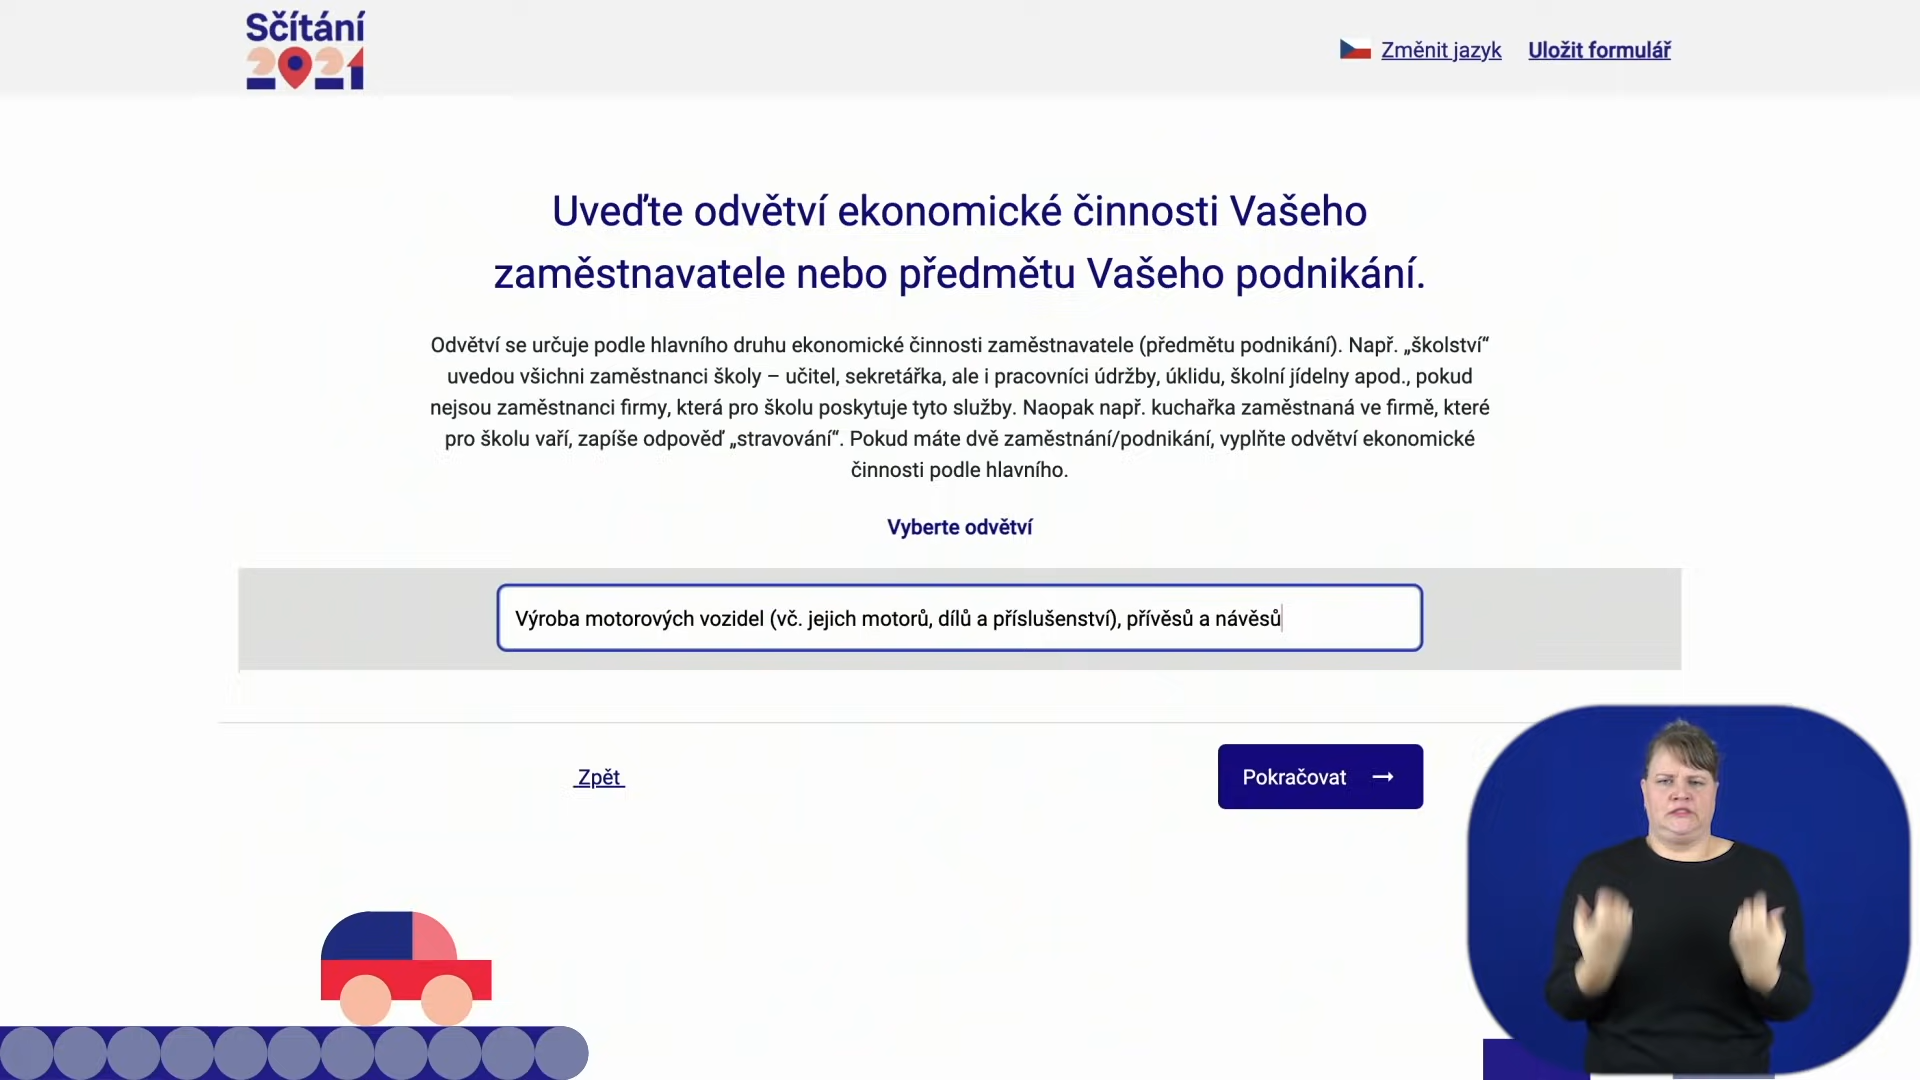 Sčítání
2021
Změnit jazyk
Uložit formulář
Uveďte odvětví ekonomické činnosti Vašeho
zaměstnavatele nebo předmětu Vašeho podnikání.
Odvětví se určuje podle hlavního druhu ekonomické činnosti zaměstnavatele (předmětu podnikání). Např. „školství“
uvedou všichni zaměstnanci školy – učitel, sekretářka, ale i pracovníci údržby, úklidu, školní jídelny apod., pokud
nejsou zaměstnanci firmy, která pro školu poskytuje tyto služby. Naopak např. kuchařka zaměstnaná ve firmě, které
pro školu vaří, zapíše odpověď „stravování“. Pokud máte dvě zaměstnání/podnikání, vyplňte odvětví ekonomické
činnosti podle hlavního.
Vyberte odvětví
Výroba motorových vozidel (vč. jejich motorů, dílů a příslušenství), přívěsů a návěsů
Zpět
Pokračovat →